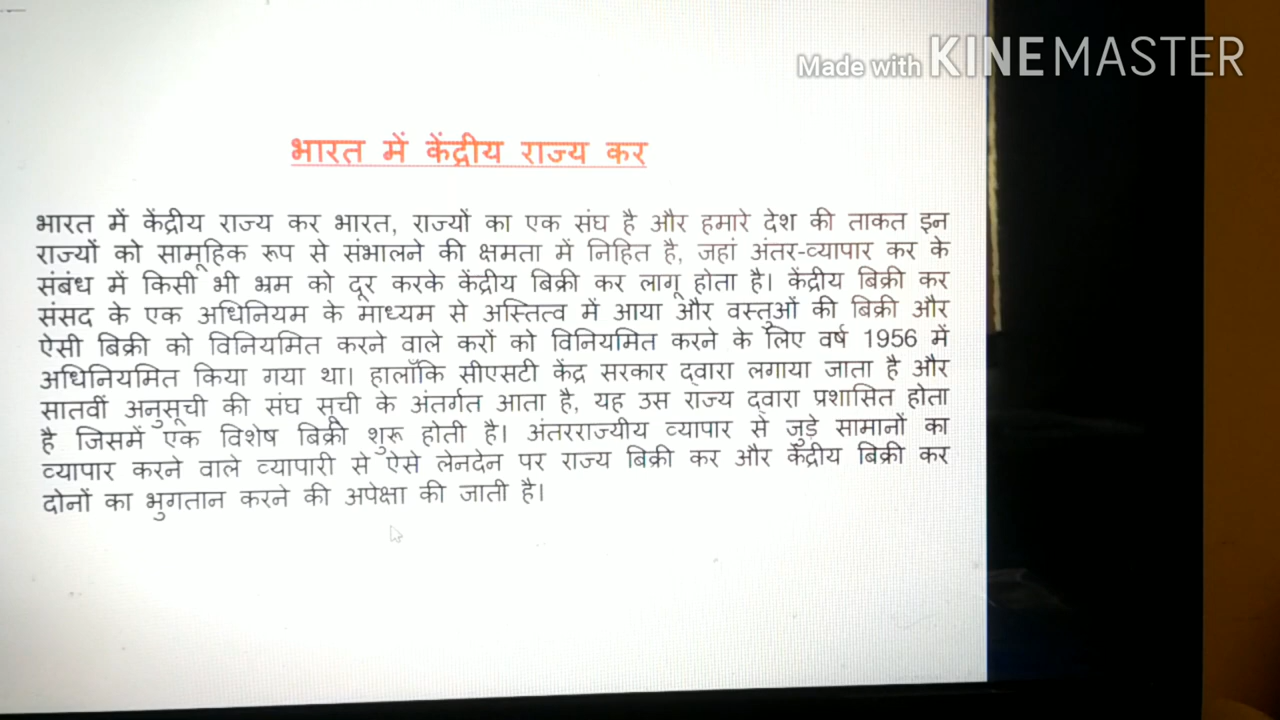 Made with KINEMASTER
भारत में केंद्रीय राज्य कर
भारत में केंद्रीय राज्य कर भारत, राज्यों का एक संघ है और हमारे देश की ताकत इन
राज्यों को सामूहिक रूप से संभालने की क्षमता में निहित है, जहां अंतर-व्यापार कर के
संबंध में किसी भी भ्रम को दूर करके केंद्रीय बिक्री कर लागू होता है। केंद्रीय बिक्री कर
संसद के एक अधिनियम के माध्यम से अस्तित्व में आया और वस्तुओं की बिक्री और
ऐसी बिक्री को विनियमित करने वाले करों को विनियमित करने के लिए वर्ष 1956 में
अधिनियमित किया गया था। हालाँकि सीएसटी केंद्र सरकार द्वारा लगाया जाता है और
सातवीं अनुसूची की संघ सूची के अंतर्गत आता है, यह उस राज्य द्वारा प्रशासित होता
है जिसमें एक विशेष बिक्री शुरू होती है। अंतरराज्यीय व्यापार से जुड़े सामानों का
व्यापार करने वाले व्यापारी से ऐसे लेनदेन पर राज्य बिक्री कर और केंद्रीय बिक्री कर
दोनों का भुगतान करने की अपेक्षा की जाती है।